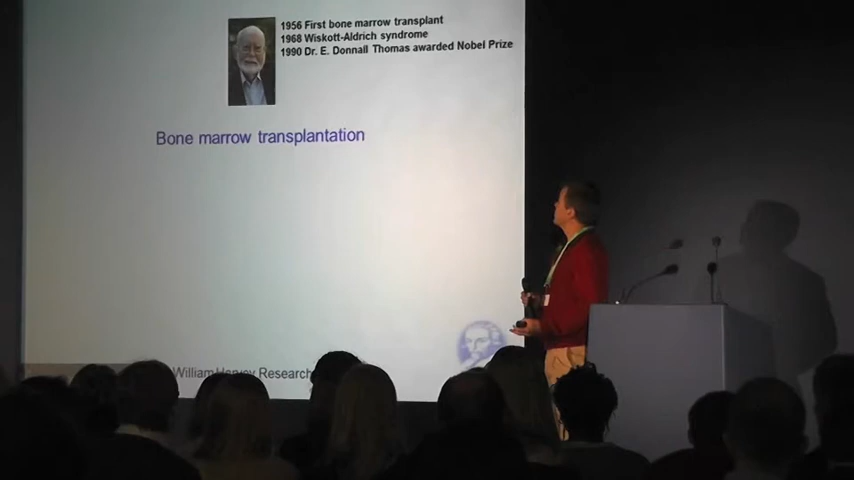 1956 First bone marrow transplant
1968 Wiskott-Aldrich syndrome
1990 Dr. E. Donnall Thomas awarded Nobel Prize
Bone marrow transplantation
William Harvey Research